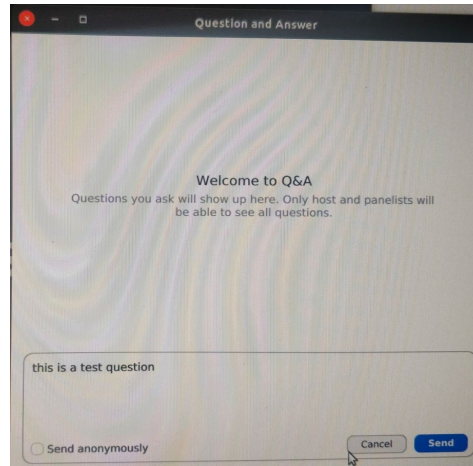 Question and Answer
Welcome to Q&A
Questions you ask will show up here. Only host and panelists will
be able to see all questions.
this is a test question
Send anonymously
Cancel
Send